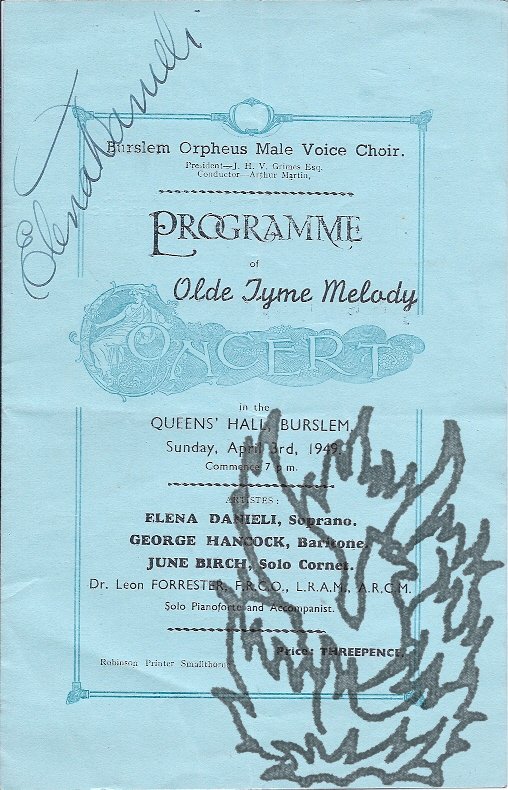 Elena Danieli
Burslem Orpheus Male Voice Choir.
President—J. H. V. Grimes Esq.
Conductor—Arthur Martin,
PROGRAMME
of
Olde Tyme Melody
CONCERT
in the
QUEENS' HALL, BURSLEM,
Sunday, April 3rd, 1949.
Commence 7 p.m.
ARTISTES:
ELENA DANIELI, Soprano.
GEORGE HANCOCK, Baritone.
JUNE BIRCH, Solo Cornet.
Dr. Leon FORRESTER, F.R.C.O., L.R.A.M., A.R.C.M.
Solo Pianoforte and Accompanist.
Price: THREEPENCE.
Robinson Printer Smallthorne